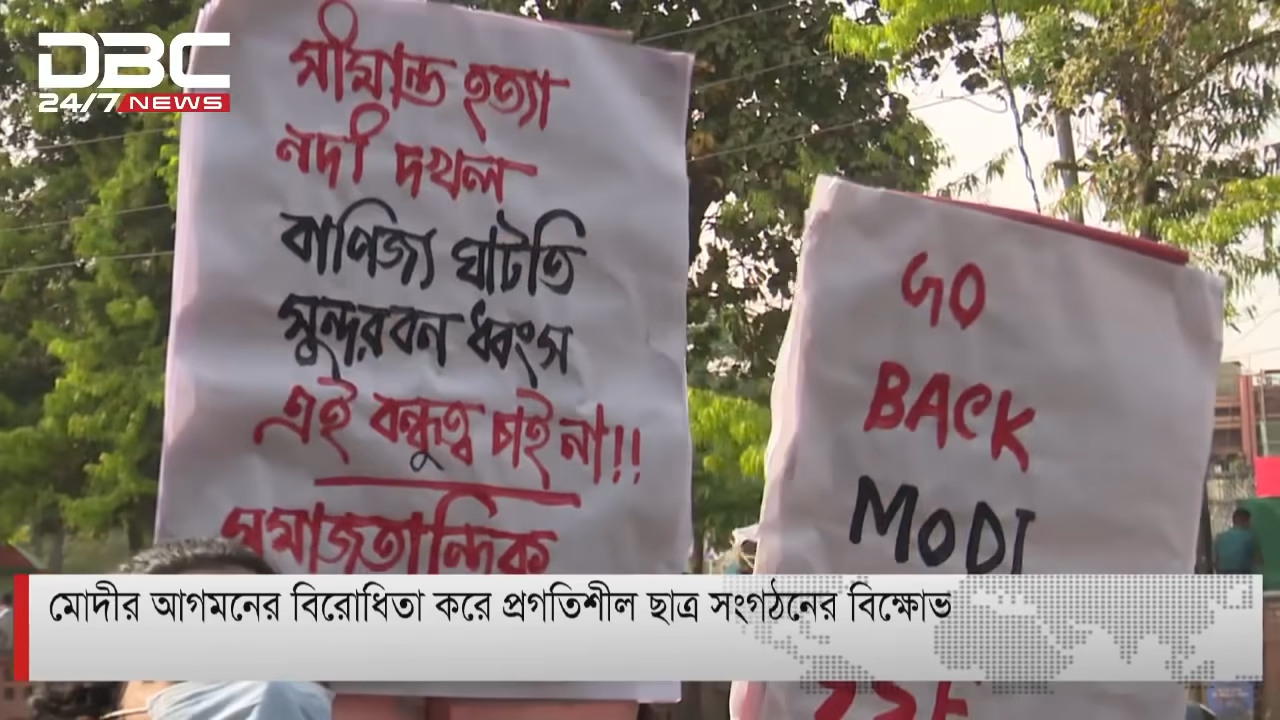 DBC
24/7 NEWS
সীমান্ত হত্যা
নদী দখল
বাণিজ্য ঘাটতি
সুন্দরবন ধ্বংস
এই বন্ধুত্ব চাই না!!
সমাজতান্ত্রিক
GO
BACK
MODI
মোদীর আগমনের বিরোধিতা করে প্রগতিশীল ছাত্র সংগঠনের বিক্ষোভ